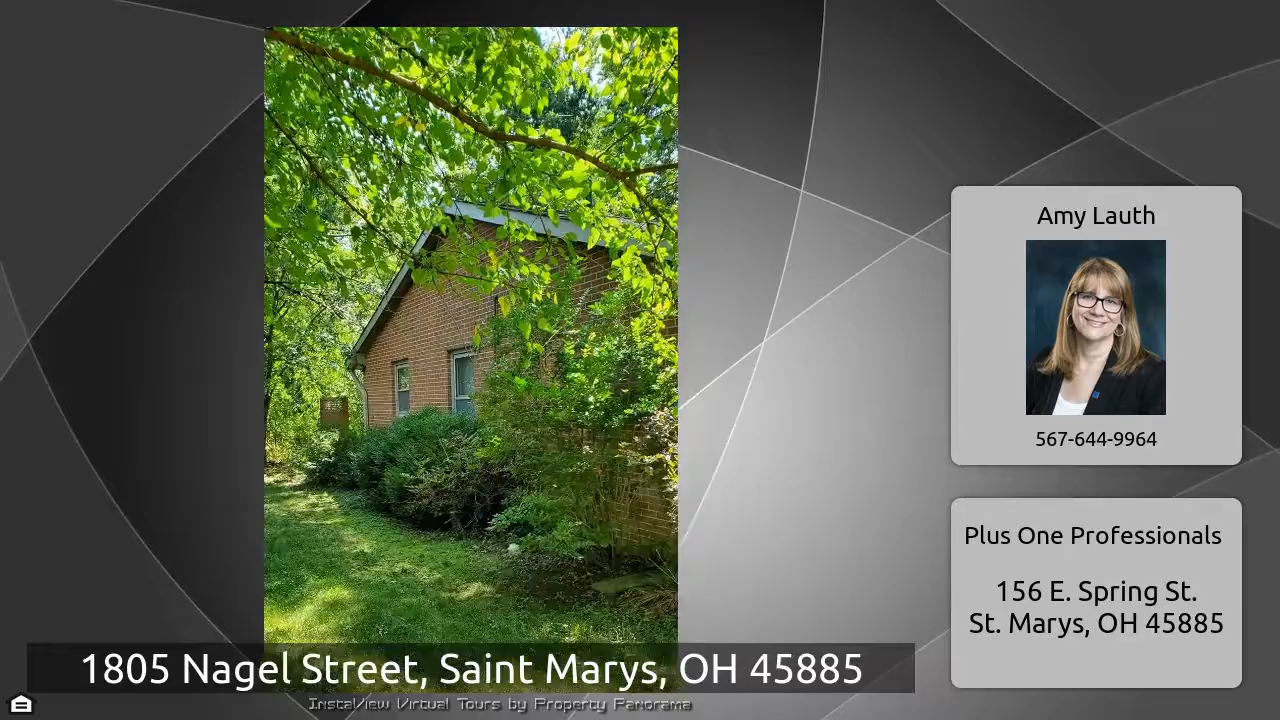 Amy Lauth
567-644-9964
Plus One Professionals
156 E. Spring St.
St. Marys, OH 45885
1805 Nagel Street, Saint Marys, OH 45885
InstaView Virtual Tours by Property Panorama